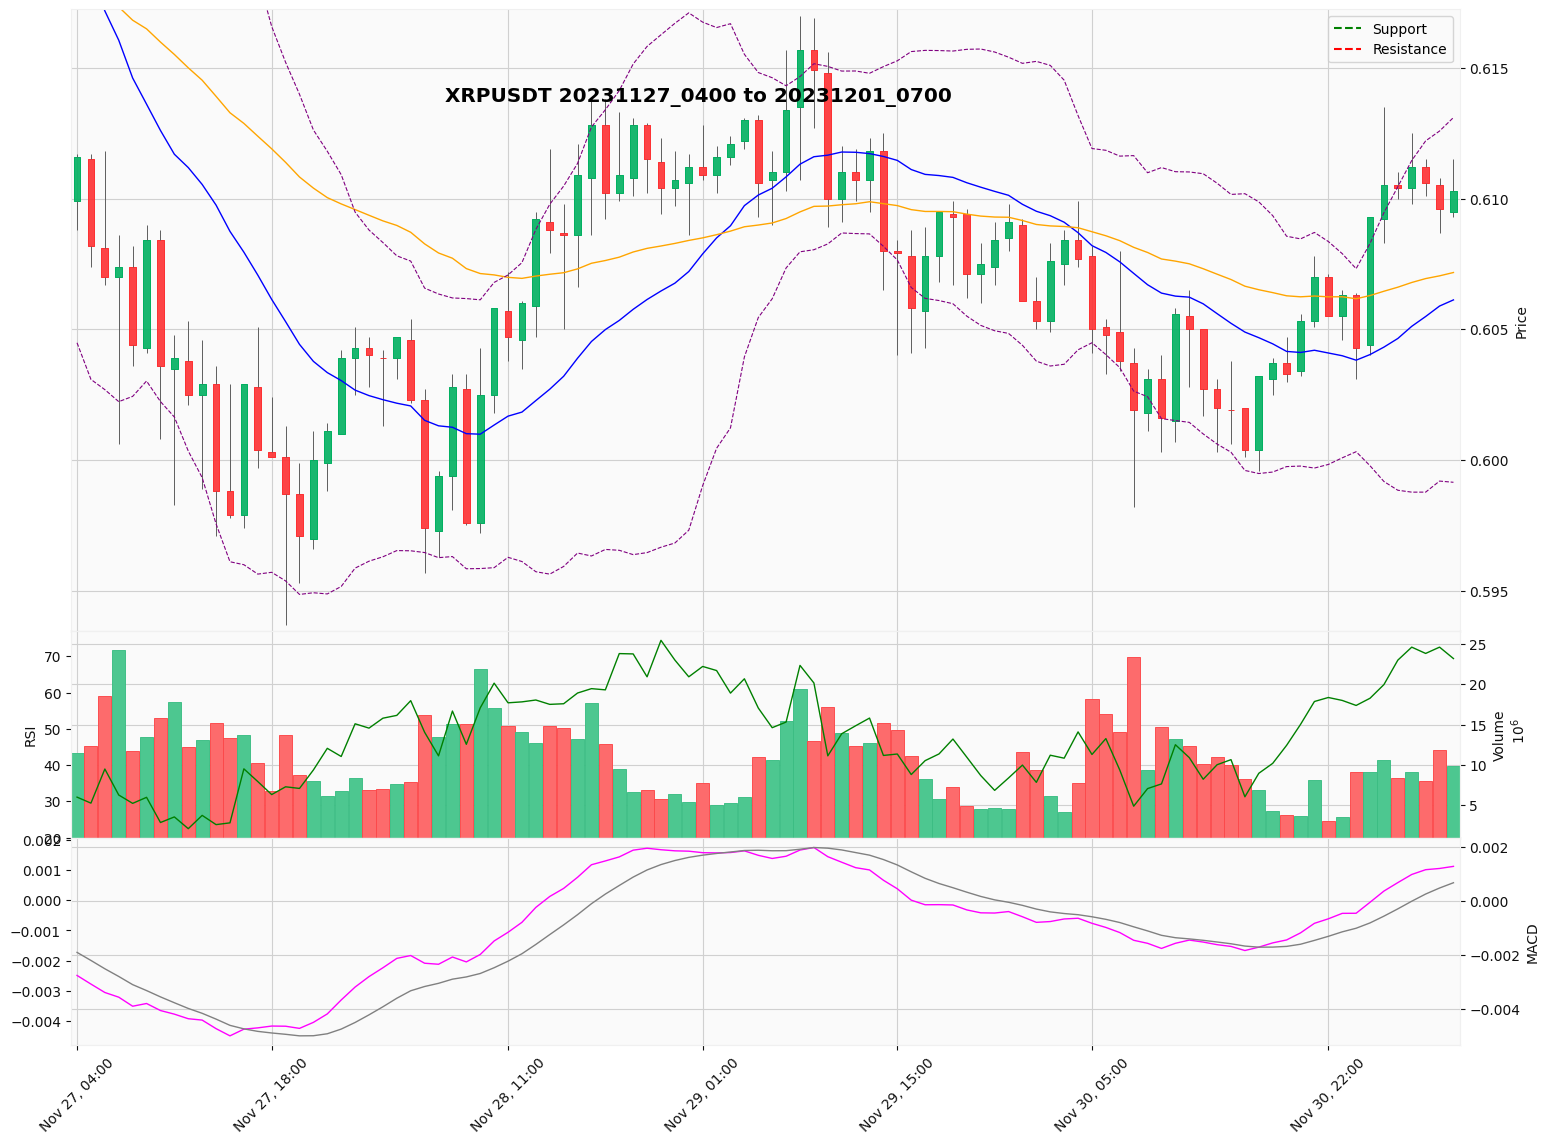 XRPUSDT 20231127_0400 to 20231201_0700
Support
Resistance
0.615
0.610
0.605
0.600
0.595
Price
70
60
50
40
30
20
RSI
25
20
15
10
5
Volume
10^6
0.002
0.001
0.000
−0.001
−0.002
−0.003
−0.004
0.002
0.000
−0.002
−0.004
MACD
Nov 27, 04:00
Nov 27, 18:00
Nov 28, 11:00
Nov 29, 01:00
Nov 29, 15:00
Nov 30, 05:00
Nov 30, 22:00